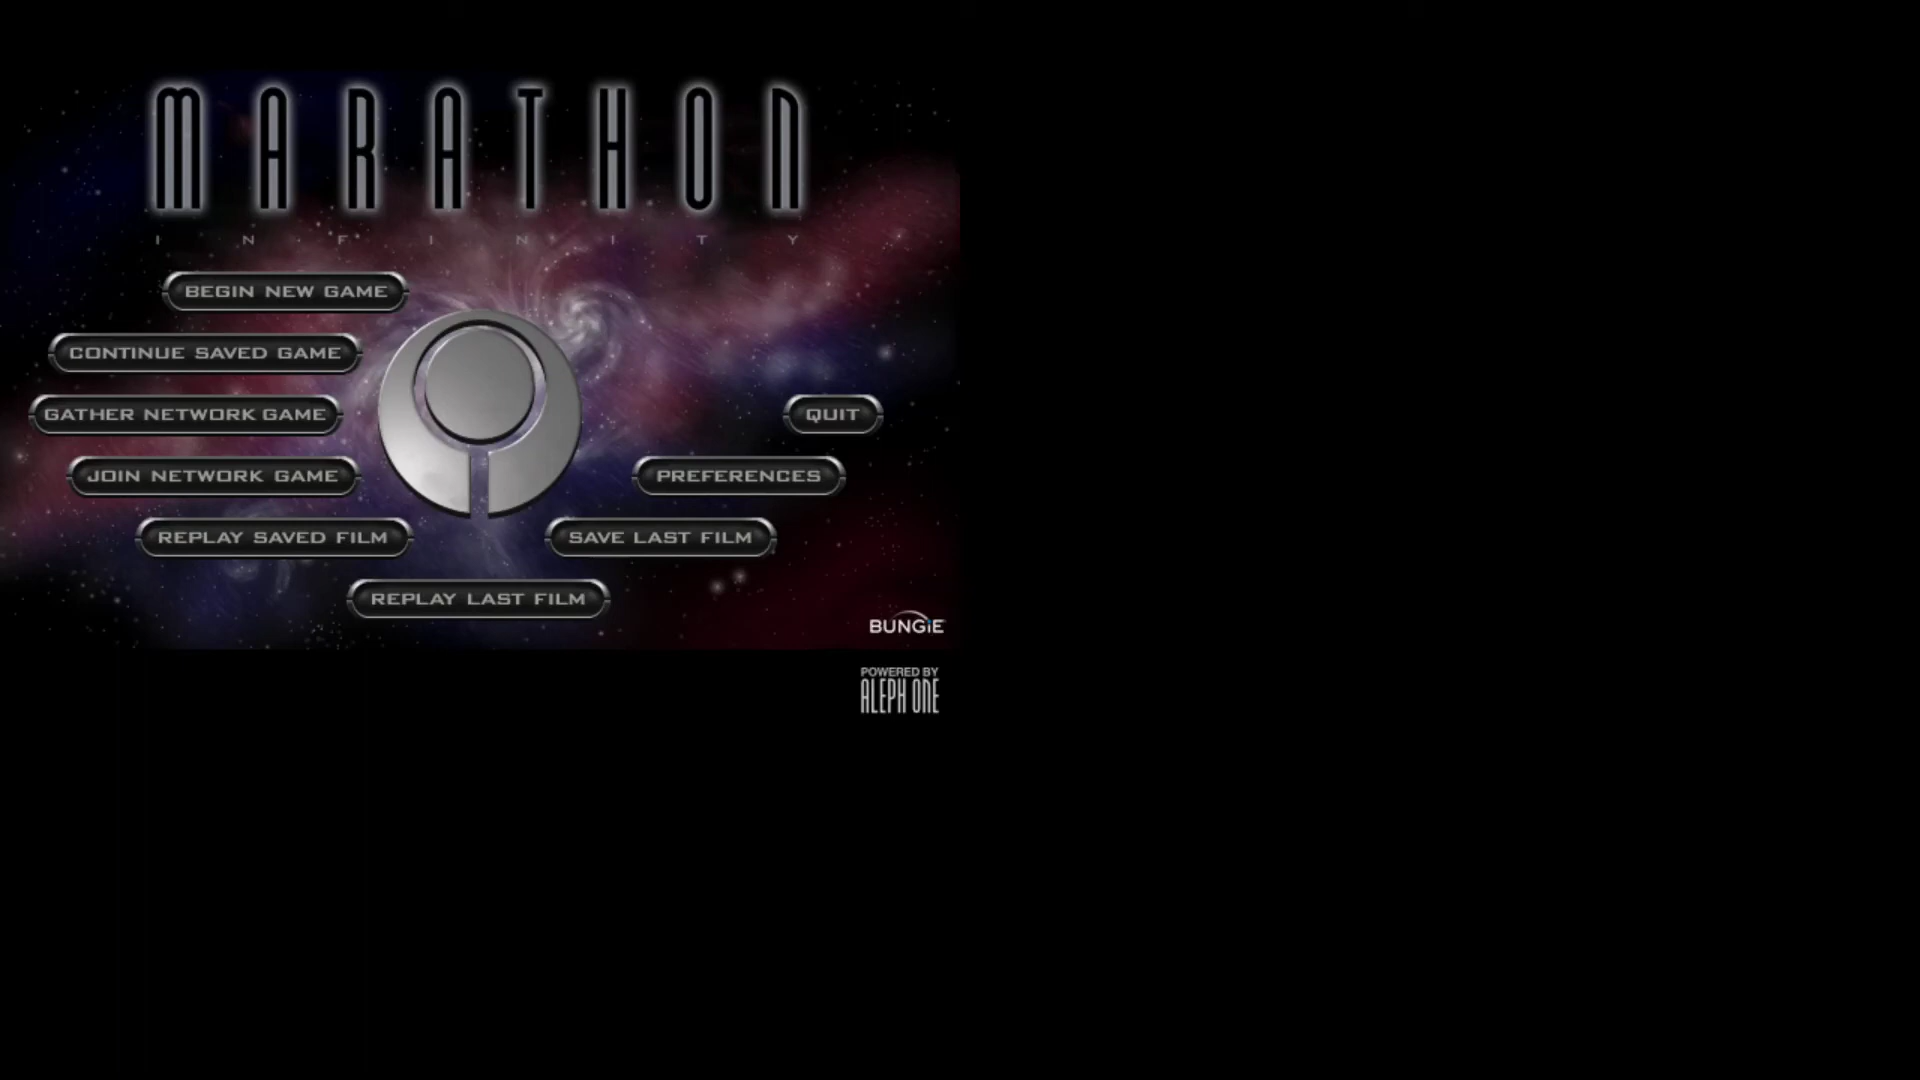 MARATHON
INFINITY
BEGIN NEW GAME
CONTINUE SAVED GAME
GATHER NETWORK GAME
QUIT
JOIN NETWORK GAME
PREFERENCES
REPLAY SAVED FILM
SAVE LAST FILM
REPLAY LAST FILM
BUNGiE
POWERED BY
ALEPH ONE